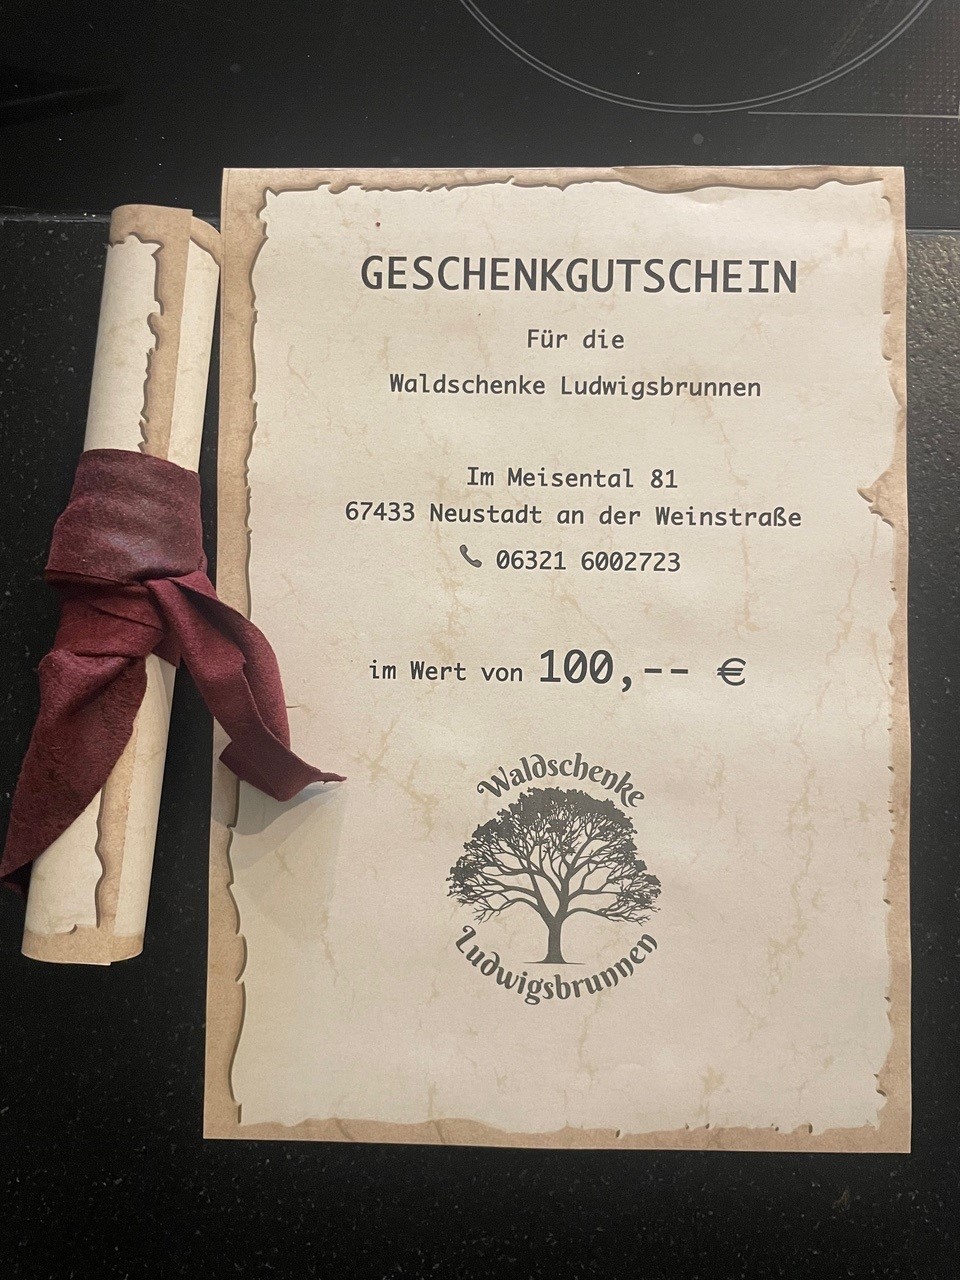 GESCHENKGUTSCHEIN
Für die
Waldschenke Ludwigsbrunnen
Im Meisental 81
67433 Neustadt an der Weinstraße
06321 6002723
im Wert von 100,-- €
Waldschenke
Ludwigsbrunnen